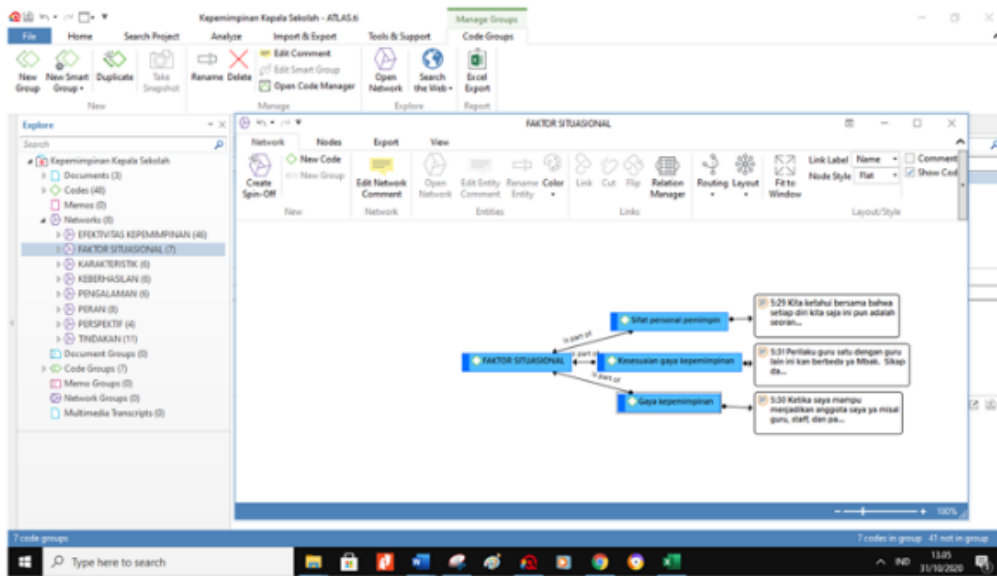 Kepemimpinan Kepala Sekolah - ATLAS.ti
Manage Groups
File Home Search Project Analyze Import & Export Tools & Support Code Groups
New Group
New Smart Group
Duplicate
Take Snapshot
Rename
Delete
Edit Comment
Edit Smart Group
Open Code Manager
Open Network
Search the Web
Excel Export
New Manage Explore Report
Explore
Search
Kepemimpinan Kepala Sekolah
Documents (3)
Codes (48)
Memos (0)
Networks (8)
EFEKTIVITAS KEPEMIMPINAN (46)
FAKTOR SITUASIONAL (7)
KARAKTERISTIK (6)
KEBERHASILAN (6)
PENGALAMAN (6)
PERAN (8)
PERSPEKTIF (4)
TINDAKAN (11)
Document Groups (0)
Code Groups (7)
Memo Groups (0)
Network Groups (0)
Multimedia Transcripts (0)
FAKTOR SITUASIONAL
Network Nodes Export View
Create Spin-Off
New Code
New Group
Edit Network Comment
Open Network
Edit Entity Comment
Rename Entity
Color
Link
Cut
Flip
Relation Manager
Routing
Layout
Fit to Window
Link Label Name
Node Style Flat
Comment
Show Cod
New Network Entities Links Layout/Style
FAKTOR SITUASIONAL
is part of
is part of
is part of
Sifat personal pemimpin
Kesesuaian gaya kepemimpinan
Gaya kepemimpinan
5:29 Kita ketahui bersama bahwa
setiap diri kita saja ini pun adalah
seoran...
5:31 Perilaku guru satu dengan guru
lain ini kan berbeda ya Mbak. Sikap
da...
5:30 Ketika saya mampu
menjadikan anggota saya ya misal
guru, staff, dan pa...
100%
7 code groups
7 codes in group 41 not in group
Type here to search
IND
13.05
31/10/2020